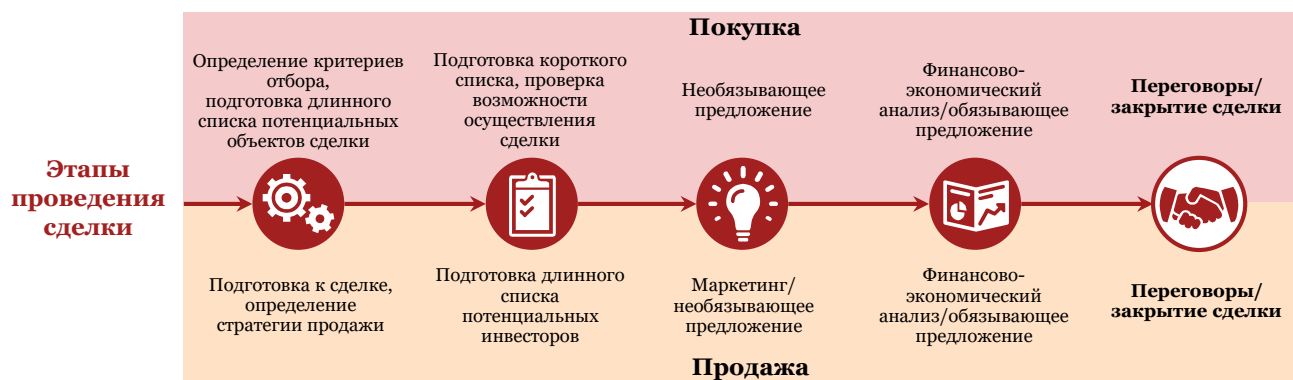 Покупка
Определение критериев
отбора,
подготовка длинного
списка потенциальных
объектов сделки
Подготовка короткого
списка, проверка
возможности
осуществления
сделки
Необязывающее
предложение
Финансово-
экономический
анализ/обязывающее
предложение
Переговоры/
закрытие сделки
Этапы
проведения
сделки
Подготовка к сделке,
определение
стратегии продажи
Подготовка длинного
списка
потенциальных
инвесторов
Маркетинг/
необязывающее
предложение
Финансово-
экономический
анализ/обязывающее
предложение
Переговоры/
закрытие сделки
Продажа